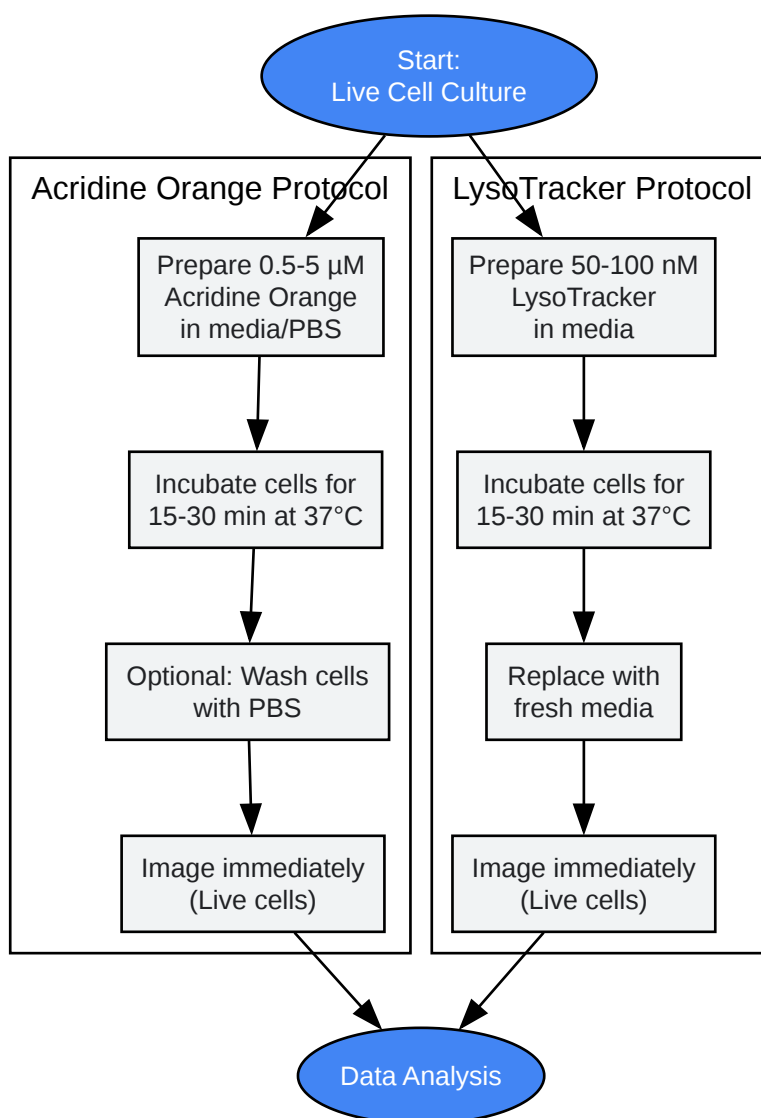 Start:
Live Cell Culture
Acridine Orange Protocol
Prepare 0.5-5 µM
Acridine Orange
in media/PBS
Incubate cells for
15-30 min at 37°C
Optional: Wash cells
with PBS
Image immediately
(Live cells)
LysoTracker Protocol
Prepare 50-100 nM
LysoTracker
in media
Incubate cells for
15-30 min at 37°C
Replace with
fresh media
Image immediately
(Live cells)
Data Analysis